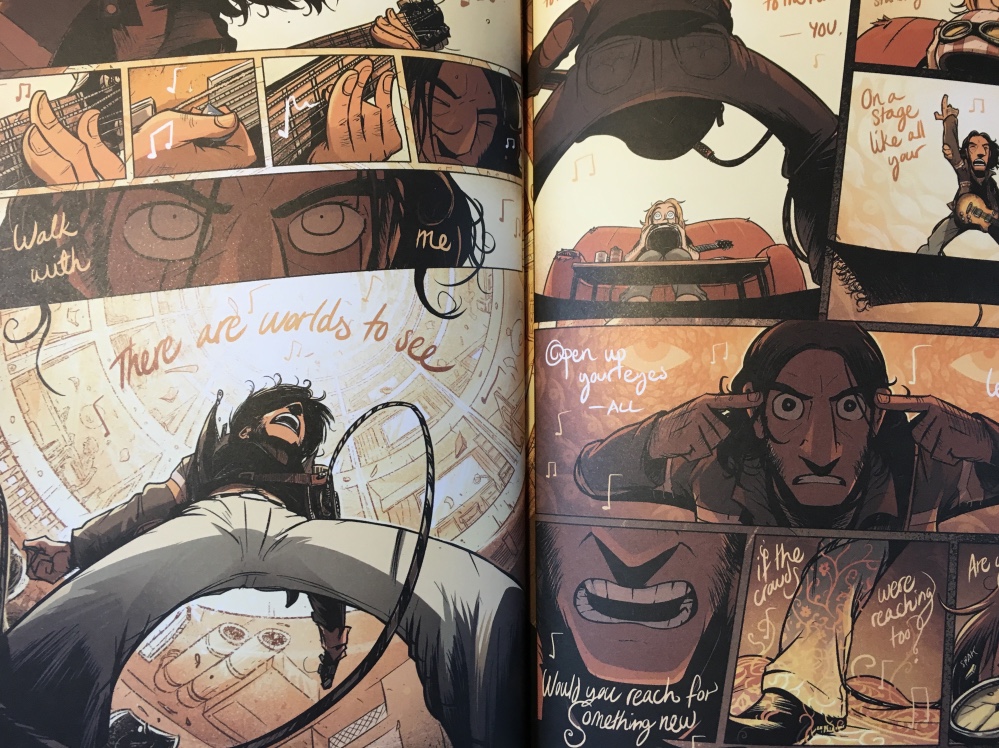 Walk
with
me
There are worlds to see
— YOU.
On a
stage
like all
your
Open up
your eyes
— ALL
Would you reach for
Something new
if the
crowds
were
reaching
too?
Are
SMAK